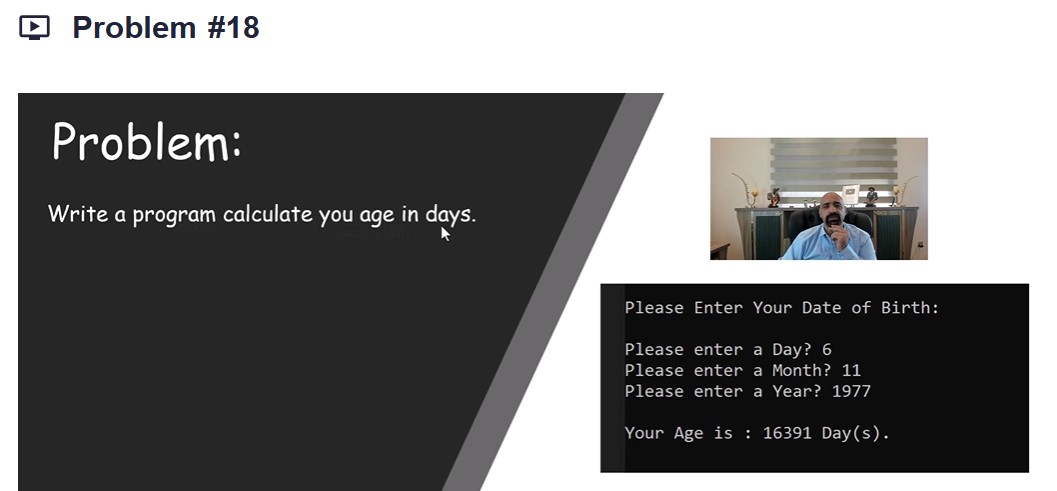 Problem #18
Problem:
Write a program calculate you age in days.
Please Enter Your Date of Birth:
Please enter a Day? 6
Please enter a Month? 11
Please enter a Year? 1977
Your Age is : 16391 Day(s).